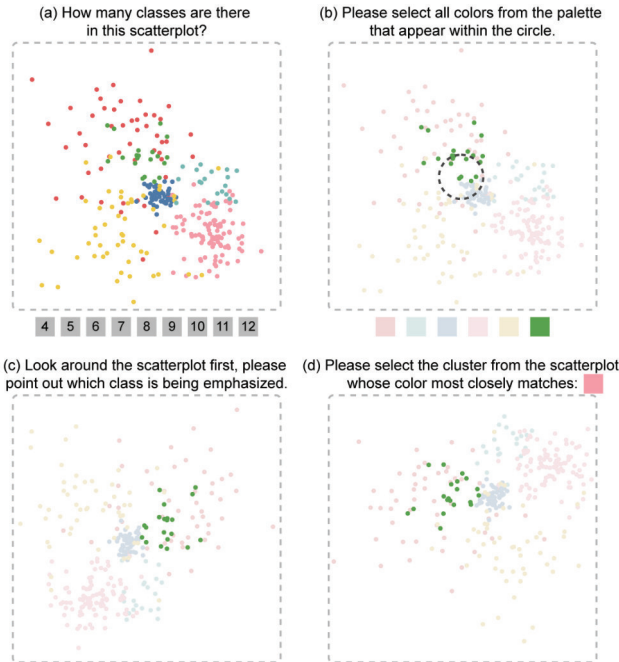 (a) How many classes are there
in this scatterplot?
(b) Please select all colors from the palette
that appear within the circle.
4 5 6 7 8 9 10 11 12
(c) Look around the scatterplot first, please
point out which class is being emphasized.
(d) Please select the cluster from the scatterplot
whose color most closely matches: